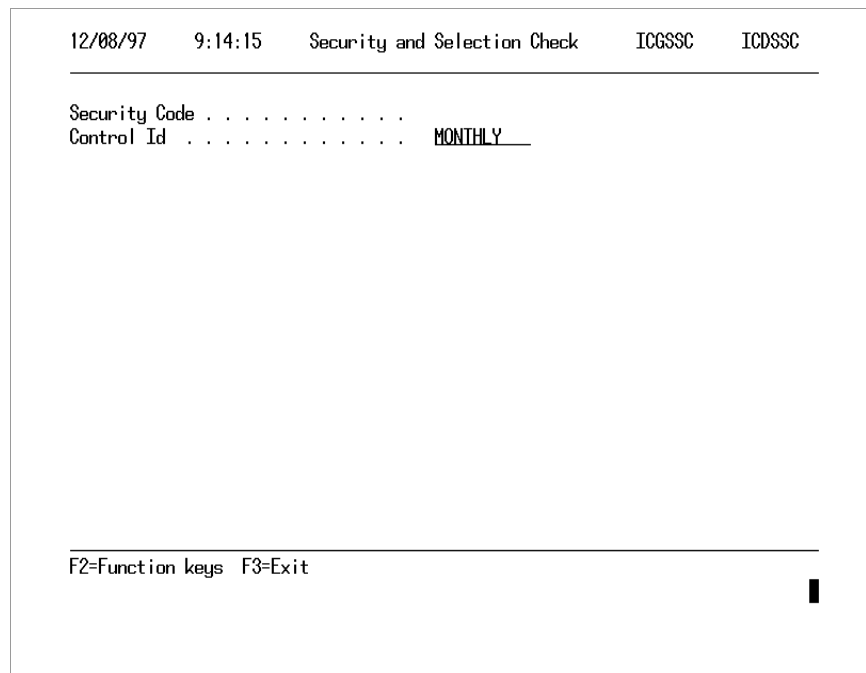 12/08/97 9:14:15 Security and Selection Check ICGSSC ICDSSC
Security Code . . . . . . . . . . .
Control Id . . . . . . . . . . . . MONTHLY
F2=Function keys F3=Exit